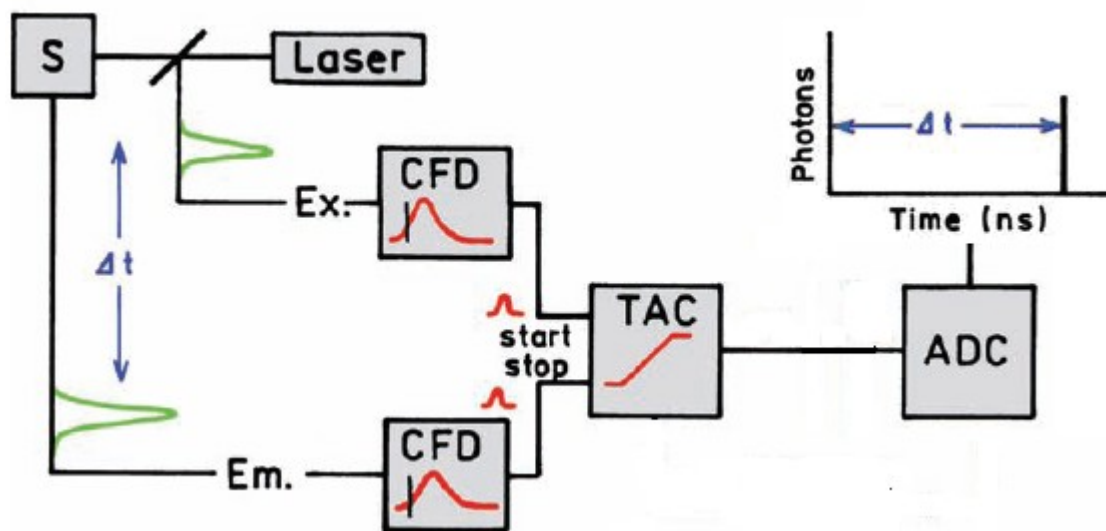 S
Laser
Photons
Δt
Time (ns)
CFD
Ex.
Δt
start
stop
TAC
ADC
CFD
Em.